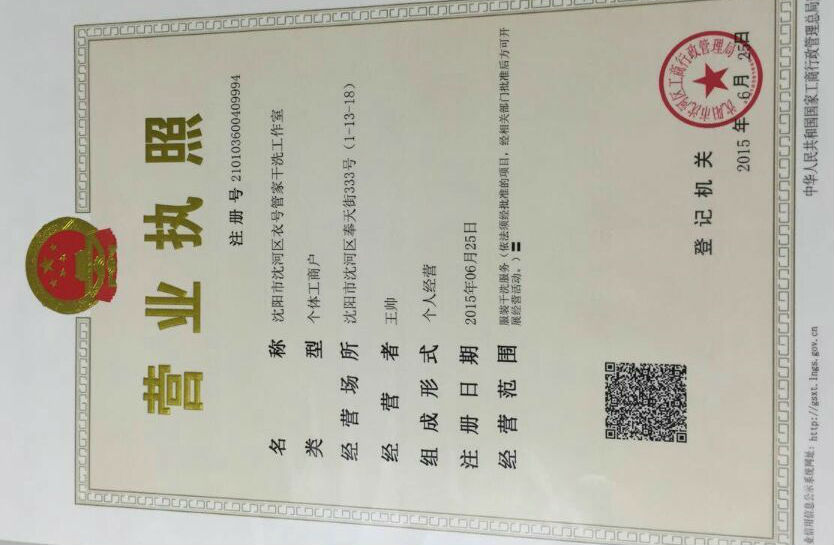 营业执照
注册号 210103600409994
名称 沈阳市沈河区衣号管家干洗工作室
类型 个体工商户
经营场所 沈阳市沈河区奉天街333号（1-13-18）
经营者 王帅
组成形式 个人经营
注册日期 2015年06月25日
经营范围 服装干洗服务（依法须经批准的项目，经相关部门批准后方可开
展经营活动。）
登记机关
沈阳市沈河区工商行政管理局
2015 年 6月 25日
业信用信息公示系统网址：http://gsxt.lngs.gov.cn
中华人民共和国国家工商行政管理总局